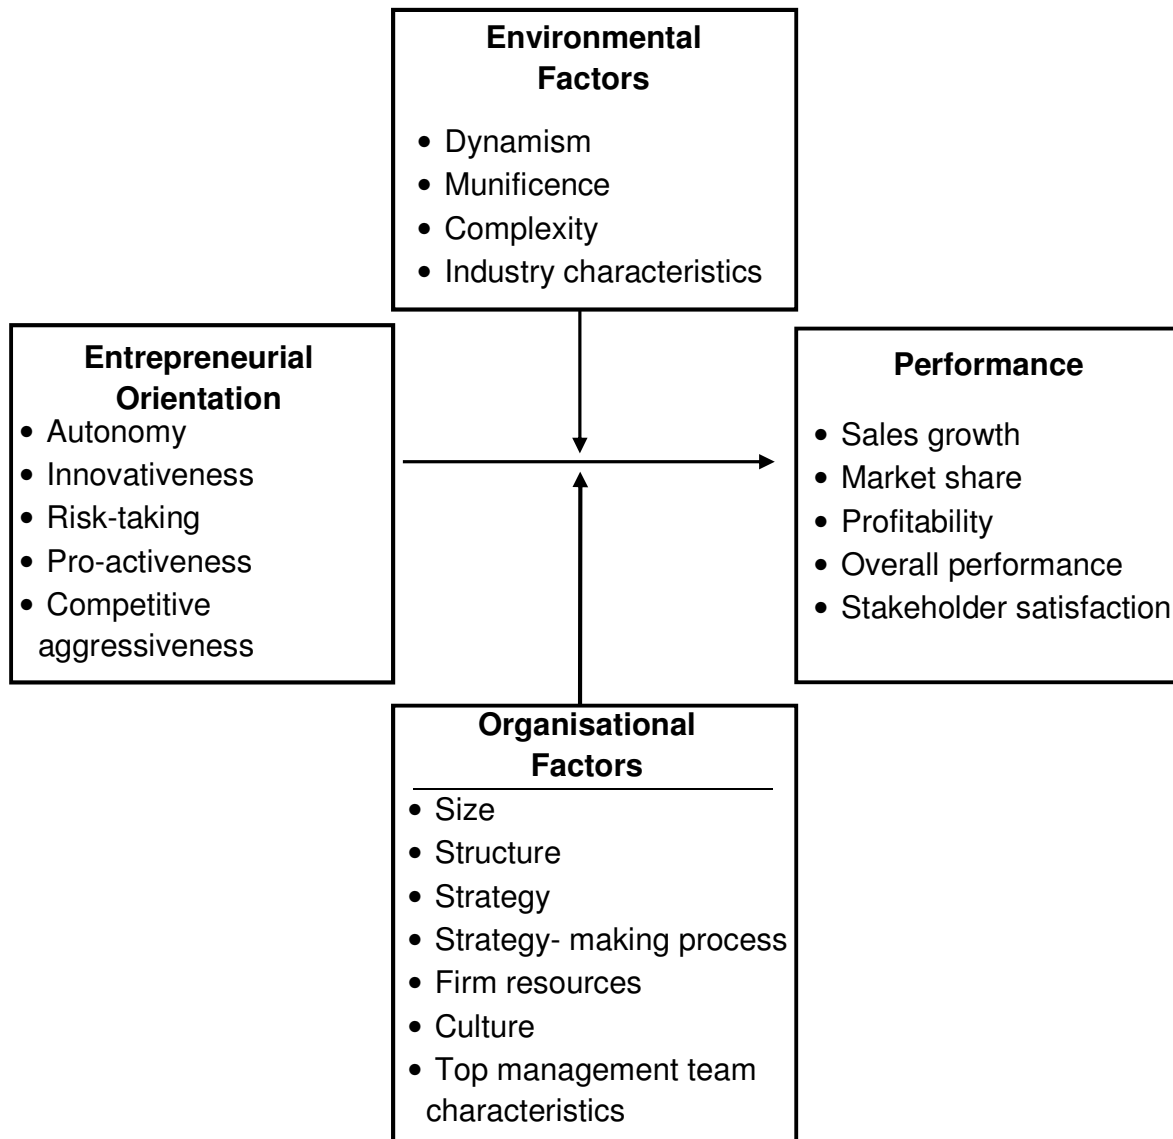 Environmental
Factors
• Dynamism
• Munificence
• Complexity
• Industry characteristics
Entrepreneurial
Orientation
• Autonomy
• Innovativeness
• Risk-taking
• Pro-activeness
• Competitive
aggressiveness
Performance
• Sales growth
• Market share
• Profitability
• Overall performance
• Stakeholder satisfaction
Organisational
Factors
• Size
• Structure
• Strategy
• Strategy- making process
• Firm resources
• Culture
• Top management team
characteristics